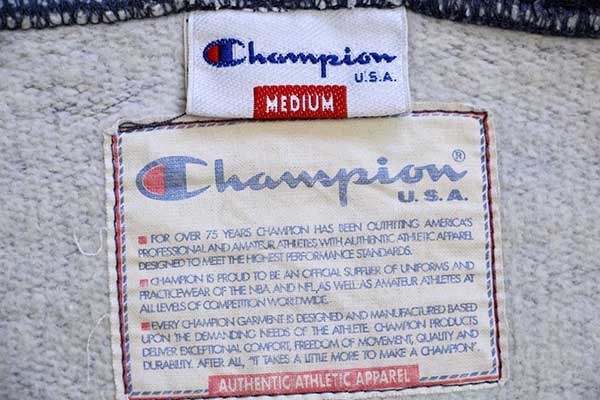 Champion
U.S.A.
MEDIUM
Champion®
U.S.A.
FOR OVER 75 YEARS CHAMPION HAS BEEN OUTFITTING AMERICA'S
PROFESSIONAL AND AMATEUR ATHLETES WITH AUTHENTIC ATHLETIC APPAREL
DESIGNED TO MEET THE HIGHEST PERFORMANCE STANDARDS.
CHAMPION IS PROUD TO BE AN OFFICIAL SUPPLIER OF UNIFORMS AND
PRACTICEWEAR OF THE NBA AND NFL, AS WELL AS AMATEUR ATHLETES AT
ALL LEVELS OF COMPETITION WORLDWIDE.
EVERY CHAMPION GARMENT IS DESIGNED AND MANUFACTURED BASED
UPON THE DEMANDING NEEDS OF THE ATHLETE. CHAMPION PRODUCTS
DELIVER EXCEPTIONAL COMFORT, FREEDOM OF MOVEMENT, QUALITY AND
DURABILITY. AFTER ALL, "IT TAKES A LITTLE MORE TO MAKE A CHAMPION"
AUTHENTIC ATHLETIC APPAREL